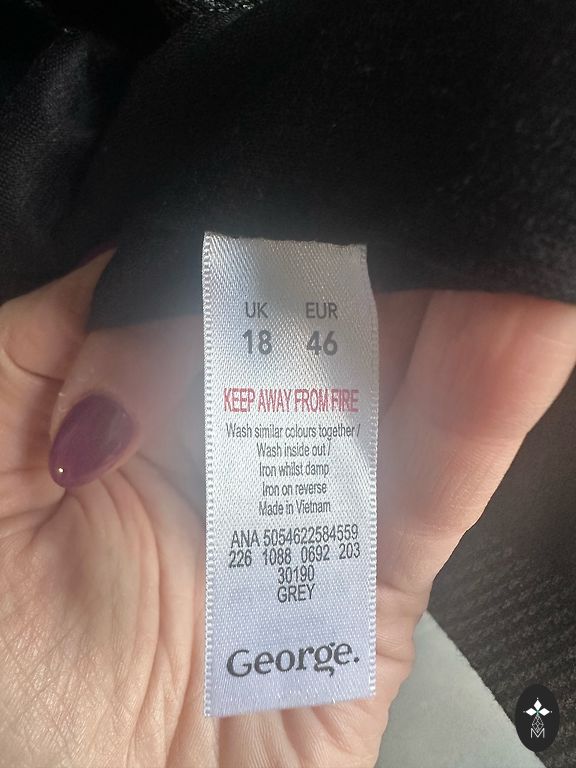 UK EUR
18 46
KEEP AWAY FROM FIRE
Wash similar colours together /
Wash inside out /
Iron whilst damp
Iron on reverse
Made in Vietnam
ANA 5054622584559
226 1088 0692 203
30190
GREY
George.
M